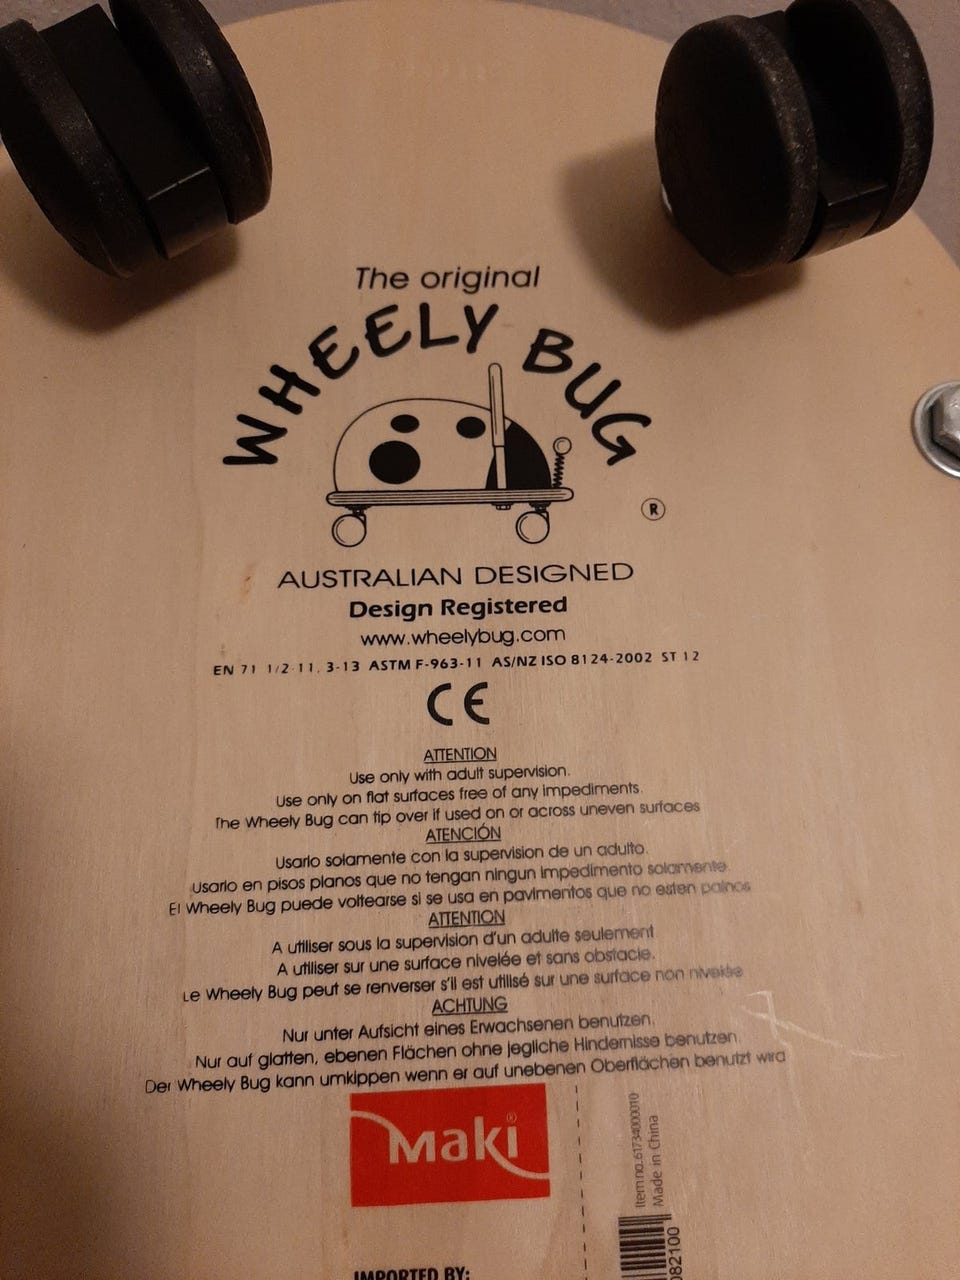 The original
WHEELY BUG
®
AUSTRALIAN DESIGNED
Design Registered
www.wheelybug.com
EN 71 1/2-11, 3-13 ASTM F-963-11 AS/NZ ISO 8124-2002 ST 12
CE
ATTENTION
Use only with adult supervision.
Use only on flat surfaces free of any impediments.
The Wheely Bug can tip over if used on or across uneven surfaces
ATENCIÓN
Usarlo solamente con la supervision de un adulto.
Usarlo en pisos planos que no tengan ningun impedimento solamente
El Wheely Bug puede voltearse si se usa en pavimentos que no esten palnos
ATTENTION
A utiliser sous la supervision d'un adulte seulement
A utiliser sur une surface nivelée et sans obstacle.
Le Wheely Bug peut se renverser s'il est utilisé sur une surface non nivelée
ACHTUNG
Nur unter Aufsicht eines Erwachsenen benutzen.
Nur auf glatten, ebenen Flächen ohne jegliche Hindernisse benutzen.
Der Wheely Bug kann umkippen wenn er auf unebenen Oberflächen benutzt wird
Maki®
Item no.61734000010
Made in China
082100
IMPORTED BY: